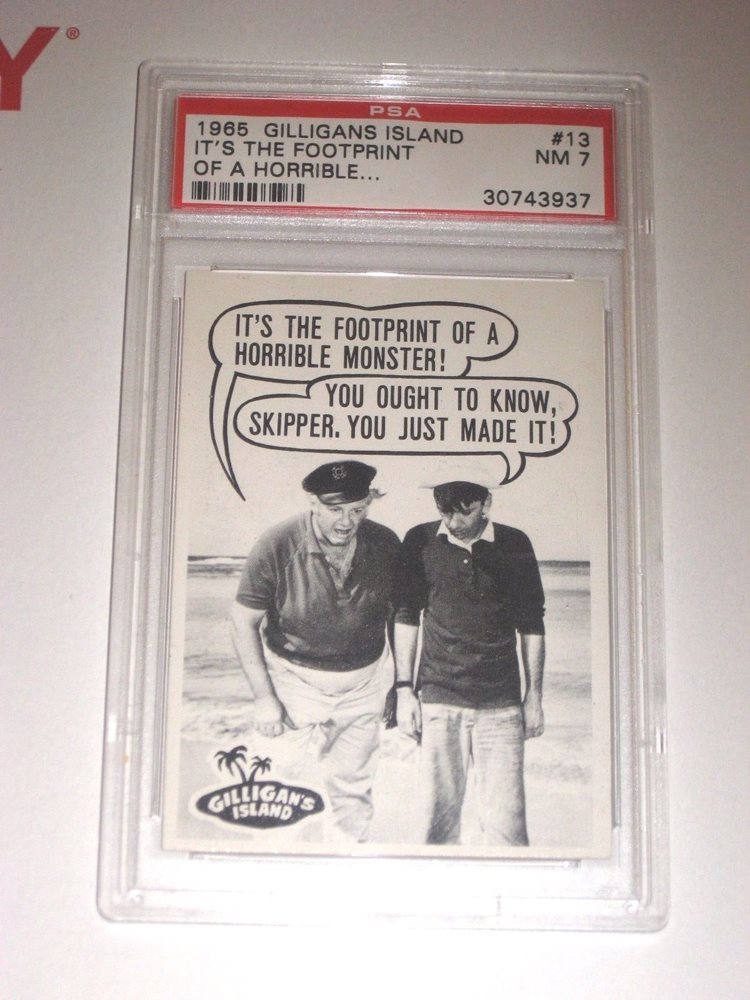 Y®
PSA
1965 GILLIGANS ISLAND #13
IT'S THE FOOTPRINT NM 7
OF A HORRIBLE...
30743937
IT'S THE FOOTPRINT OF A
HORRIBLE MONSTER!
YOU OUGHT TO KNOW,
SKIPPER. YOU JUST MADE IT!
GILLIGAN'S
ISLAND